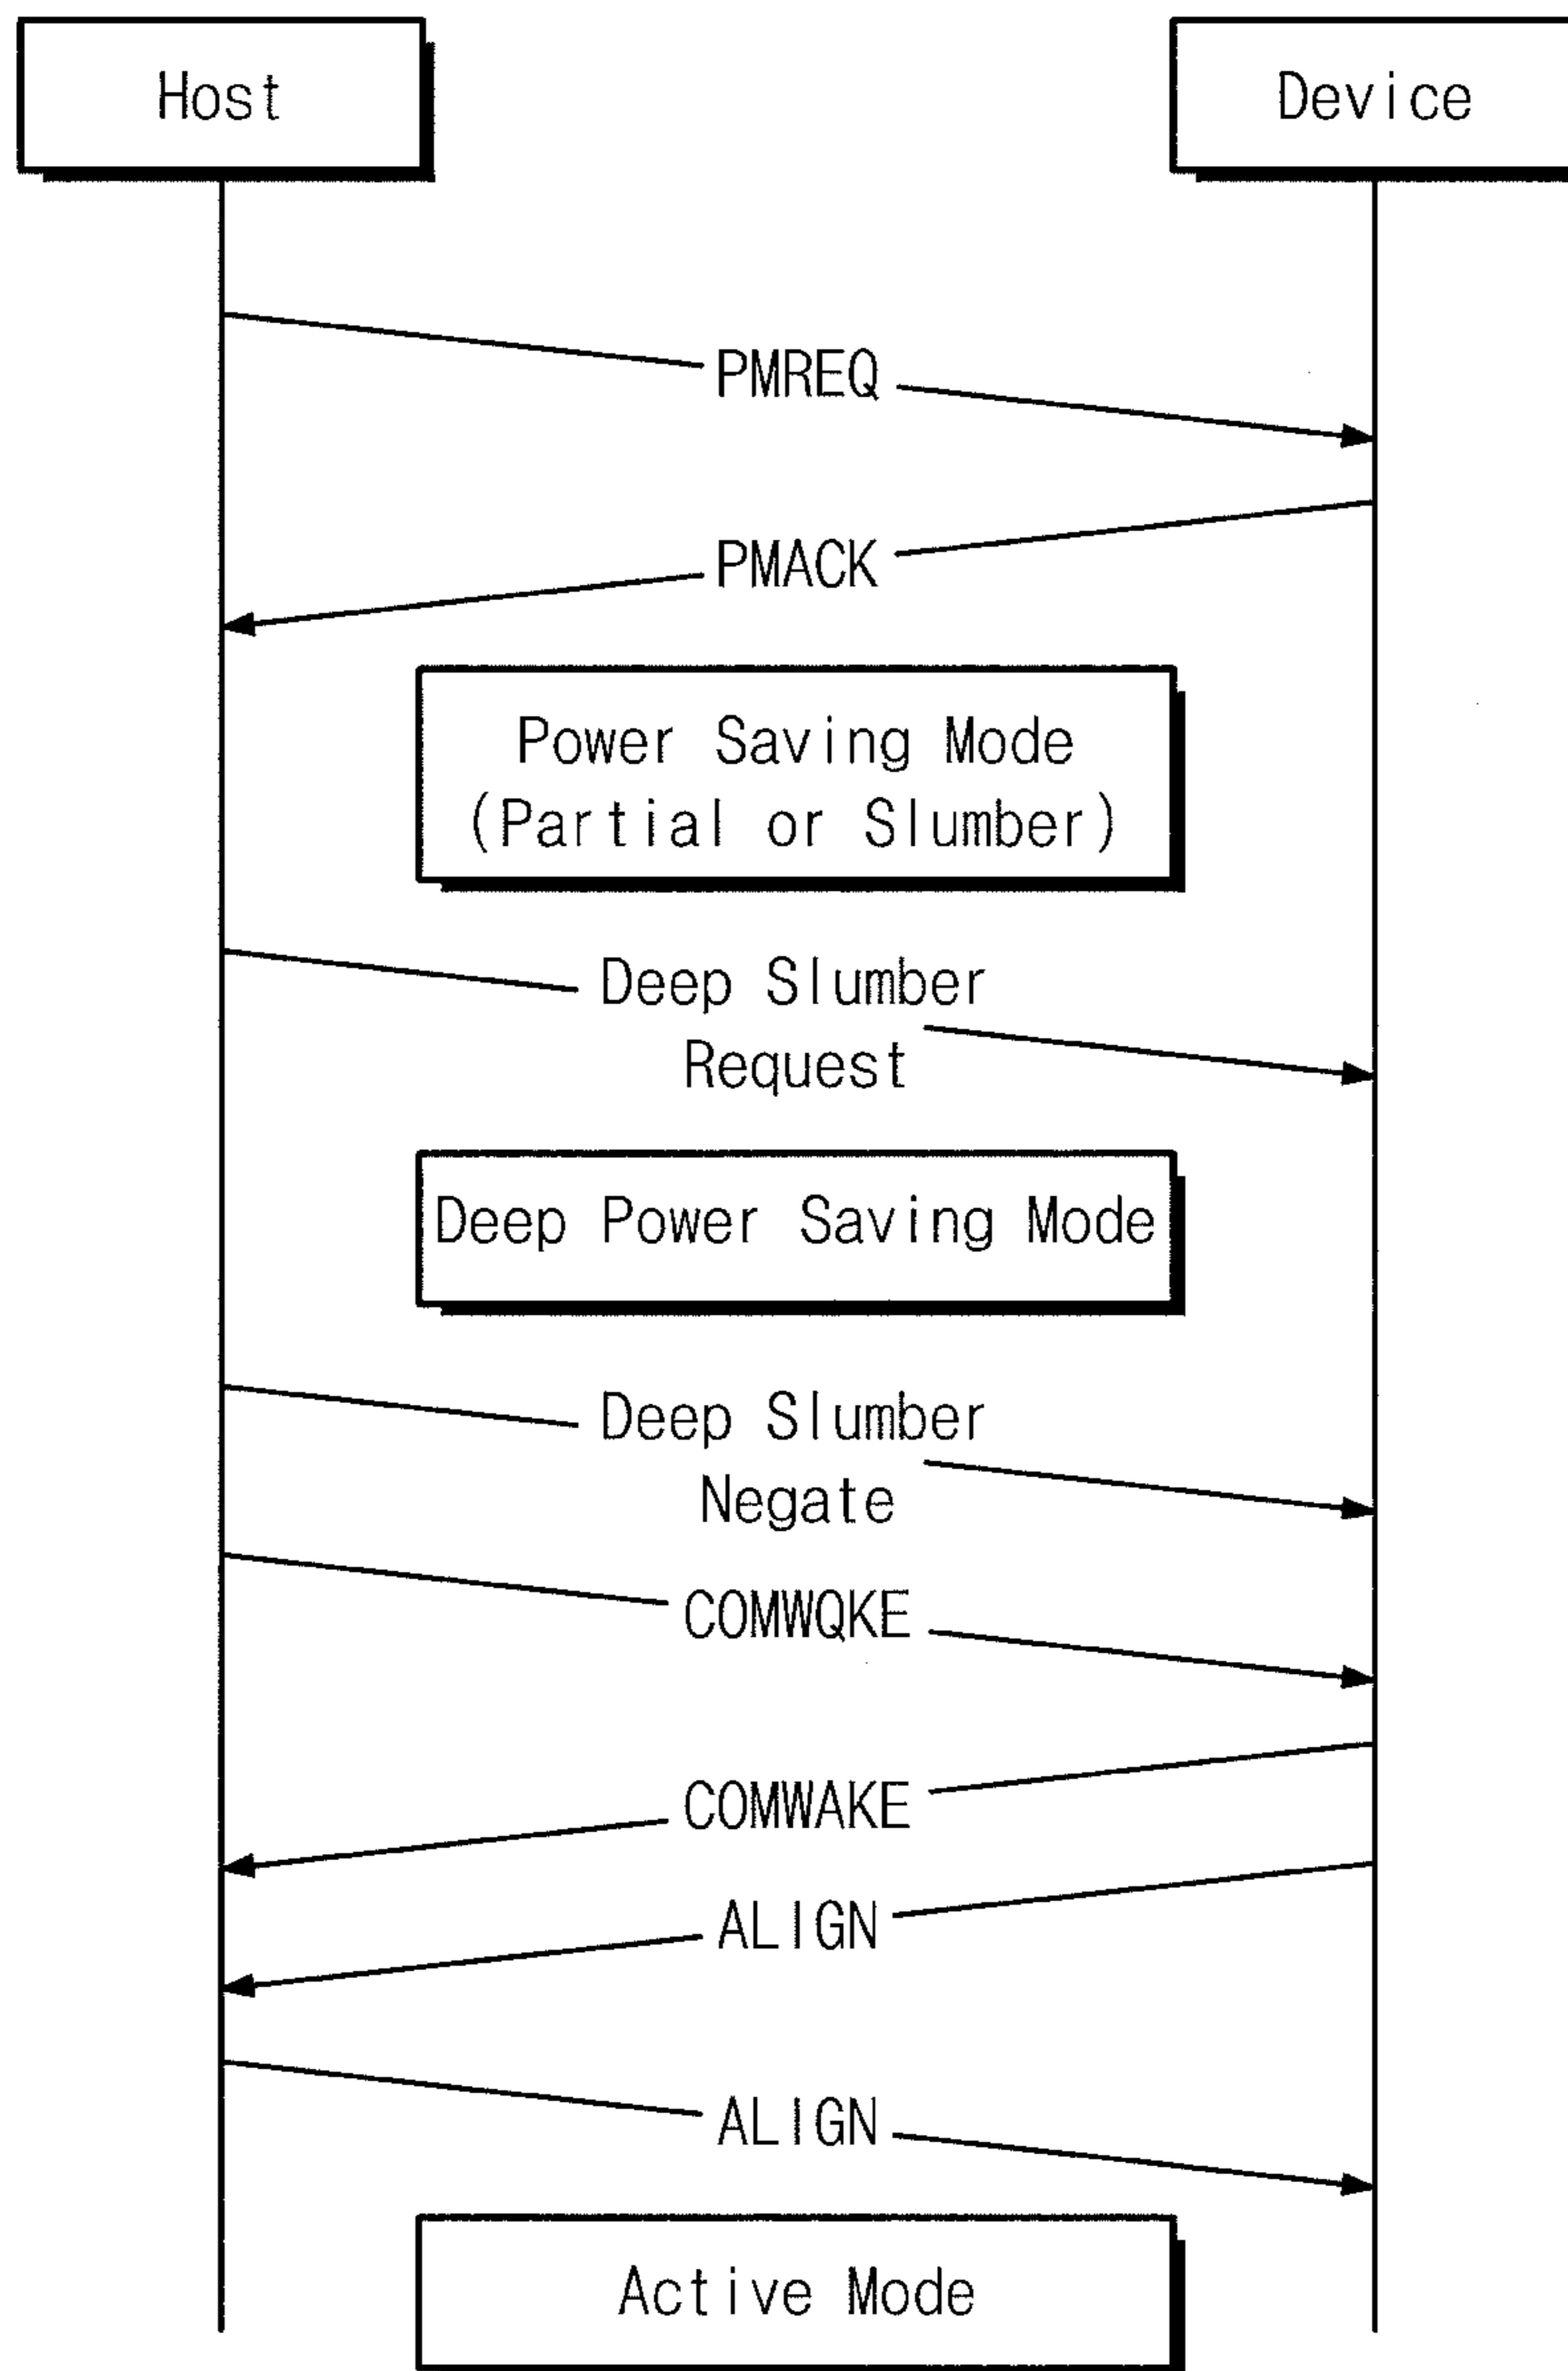 Host
Device
PMREQ
PMACK
Power Saving Mode
(Partial or Slumber)
Deep Slumber
Request
Deep Power Saving Mode
Deep Slumber
Negate
COMWQKE
COMWAKE
ALIGN
ALIGN
Active Mode